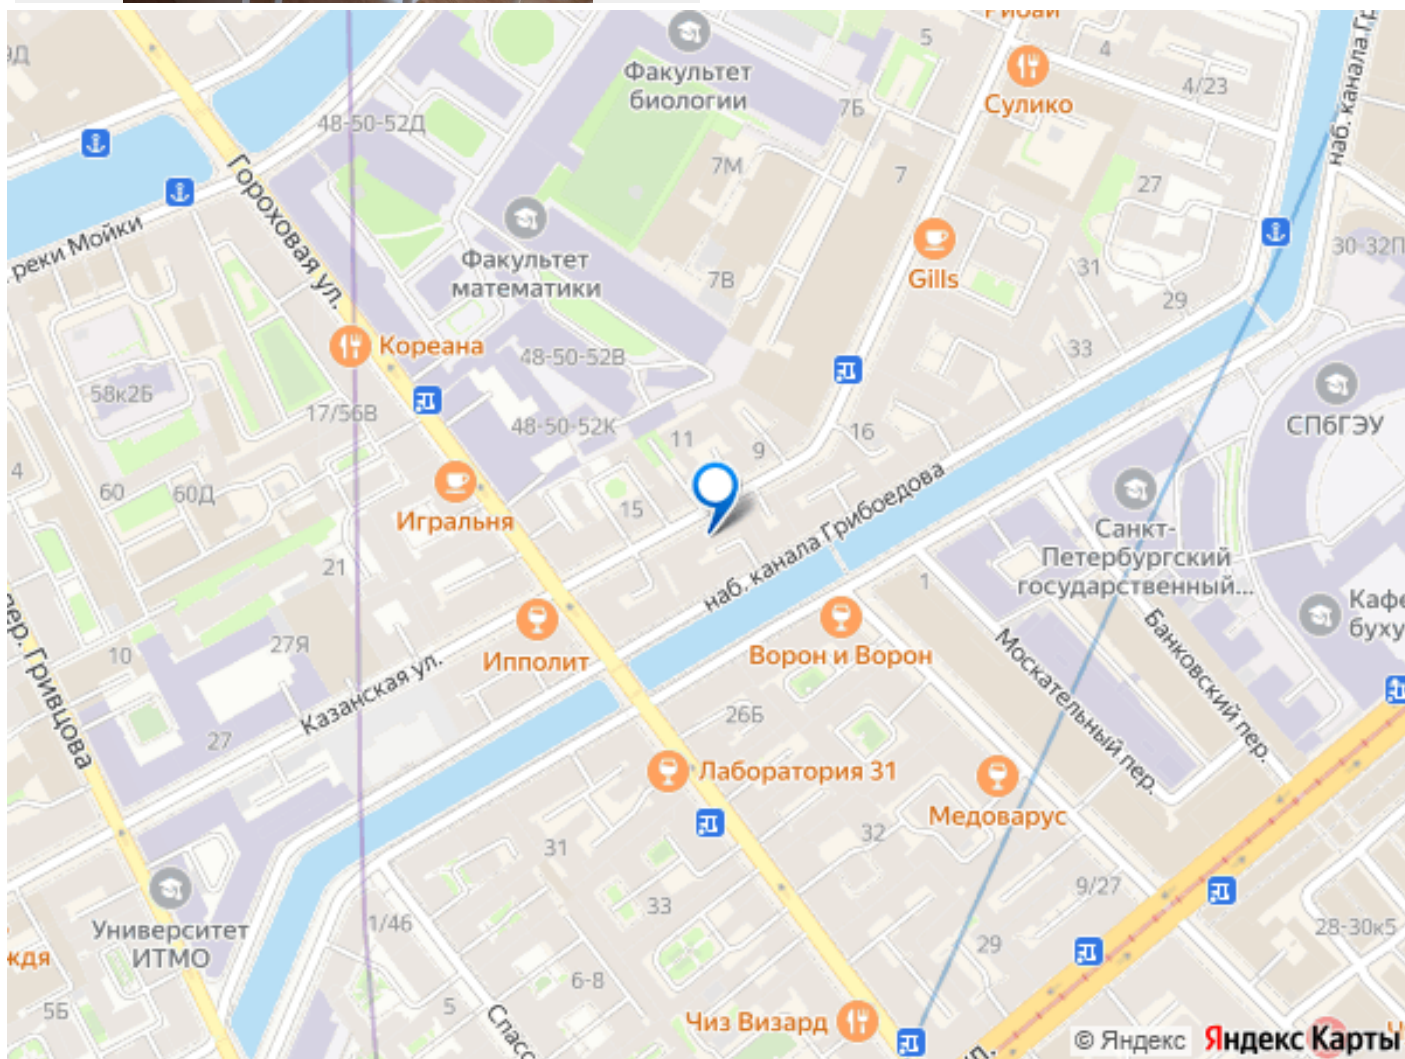 Рибай
5
4
4/23
Сулико
наб. канала Гр
Факультет
биологии
7Б
9Д
48-50-52Д
7М
7
27
Гороховая ул.
реки Мойки
Факультет
математики
7В
Gills
31
29
30-32П
33
Кореана
48-50-52В
58к2Б
17/56В
48-50-52К
11
9
16
СПбГЭУ
4
60
60Д
Игральня
15
наб. канала Грибоедова
Санкт-
Петербургский
государственный...
21
1
пер. Гривцова
10
27Я
Ипполит
Ворон и Ворон
Кафе
буху
Казанская ул.
27
26Б
Москательный пер.
Банковский пер.
Лаборатория 31
Медоварус
31
32
33
9/27
Университет
ИТМО
1/46
ждя
5Б
5
6-8
29
28-30к5
Спасс
Чиз Визард
п.
© Яндекс
Яндекс Карты